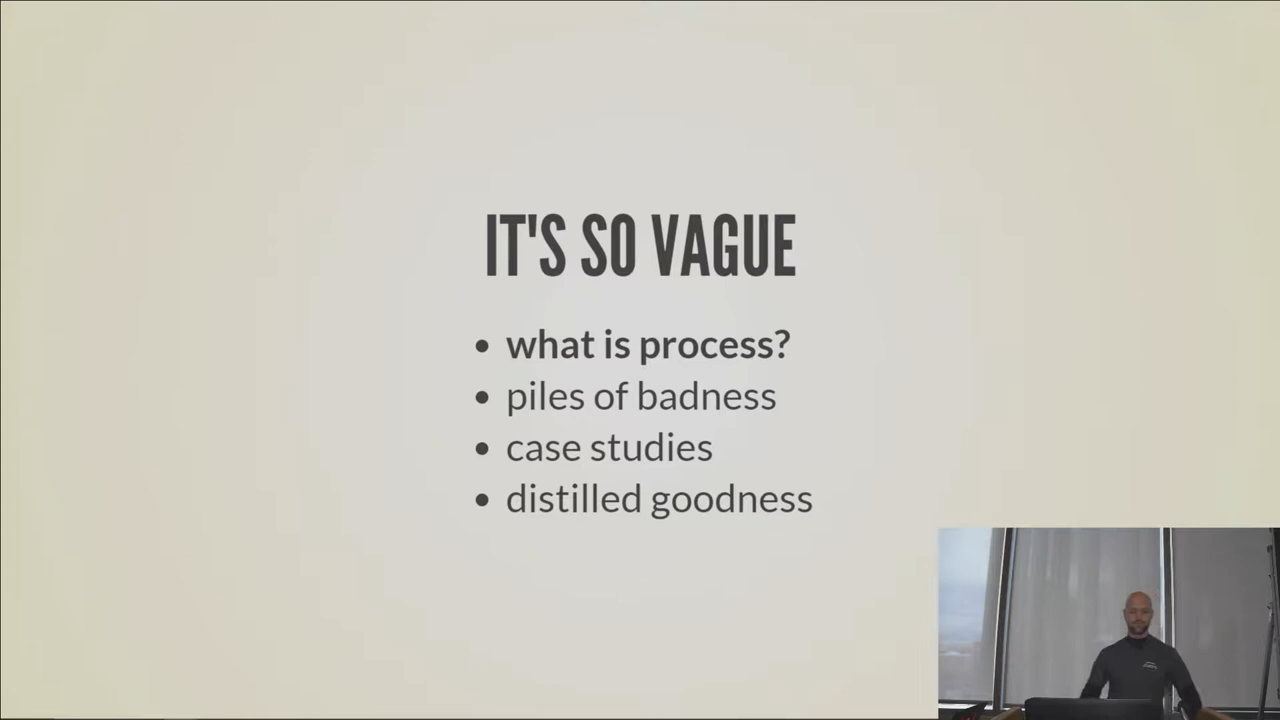 IT'S SO VAGUE
what is process?
piles of badness
case studies
distilled goodness